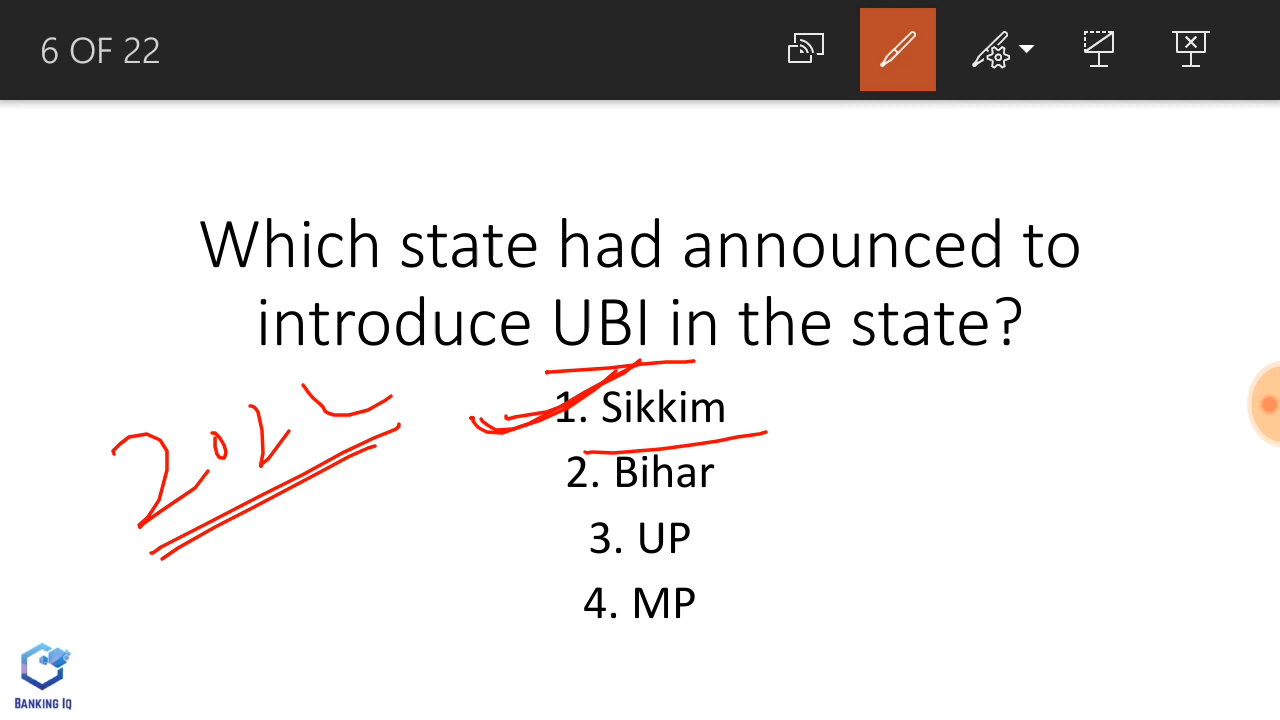 6 OF 22
Which state had announced to
introduce UBI in the state?
1. Sikkim
2. Bihar
3. UP
4. MP
BANKING IQ